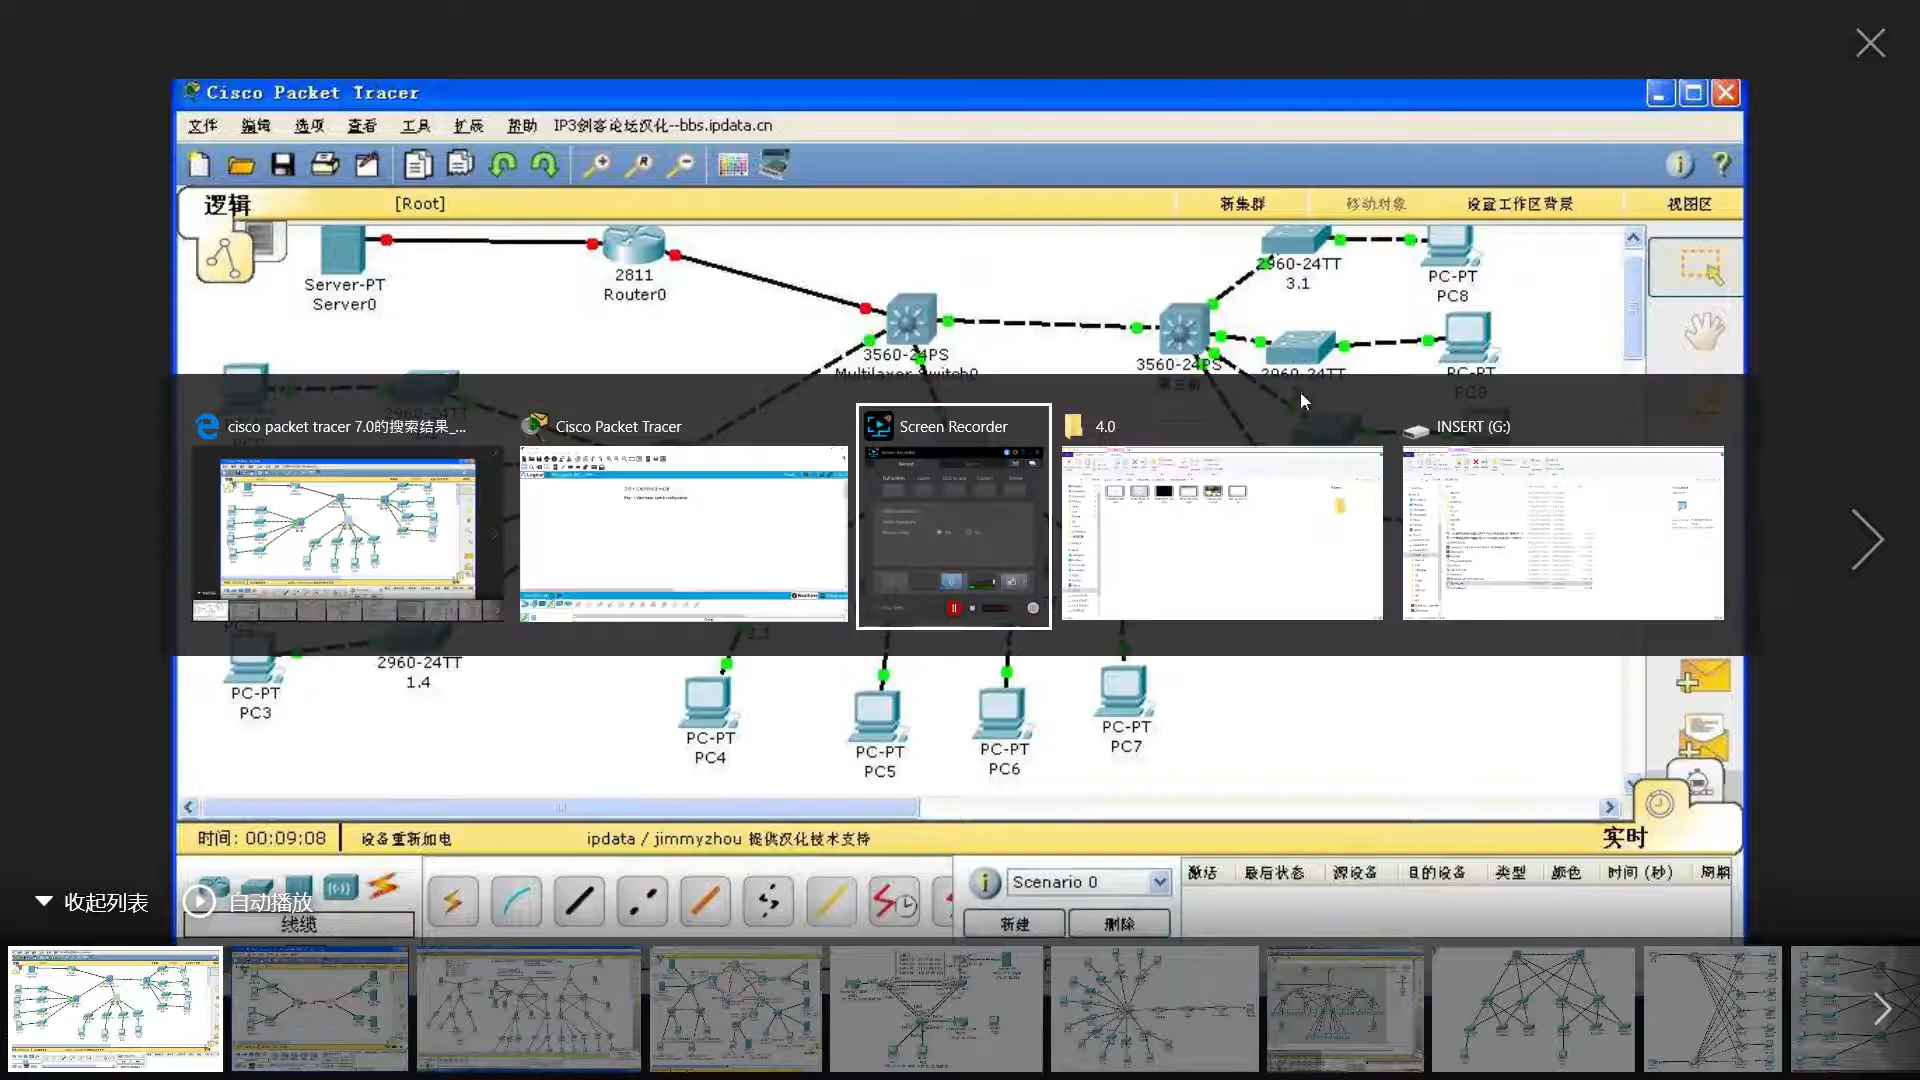 Cisco Packet Tracer
文件 编辑 选项 查看 工具 扩展 帮助 IP3创客论坛汉化--bbs.ipdata.cn
逻辑 [Root] 新集群 移动对象 设置工作区背景 视图区
Server-PT
Server0
2811
Router0
2960-24TT
3.1
PC-PT
PC8
3560-24PS
Multilayer Switch0
3560-24PS
2960-24TT
PC-PT
PC9
2960-24TT
cisco packet tracer 7.0的搜索结果_...
Cisco Packet Tracer
Screen Recorder
4.0
INSERT (G:)
PC-PT
PC3
2960-24TT
1.4
PC-PT
PC4
PC-PT
PC5
PC-PT
PC6
PC-PT
PC7
时间: 00:09:08 设备重新加电 ipdata / jimmyzhou 提供汉化技术支持 实时
收起列表 自动播放
线缆
Scenario 0
新建 删除
激活 最后状态 源设备 目的设备 类型 颜色 时间 (秒) 周期